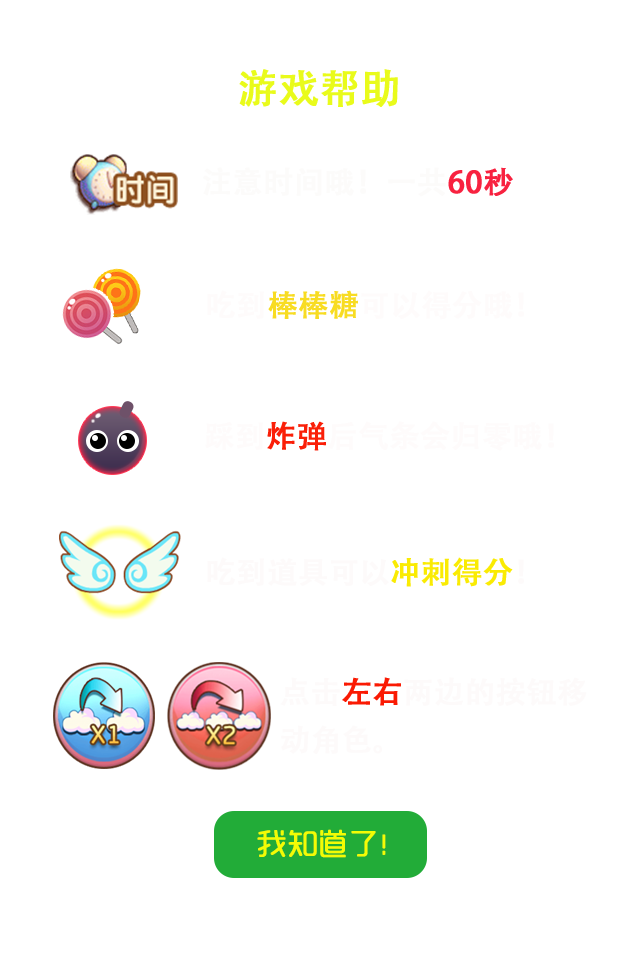 游戏帮助
时间
注意时间哦！一共60秒
吃到棒棒糖可以得分哦！
踩到炸弹后气条会归零哦！
吃到道具可以冲刺得分！
X1
X2
点击左右两边的按钮移
动角色。
我知道了!